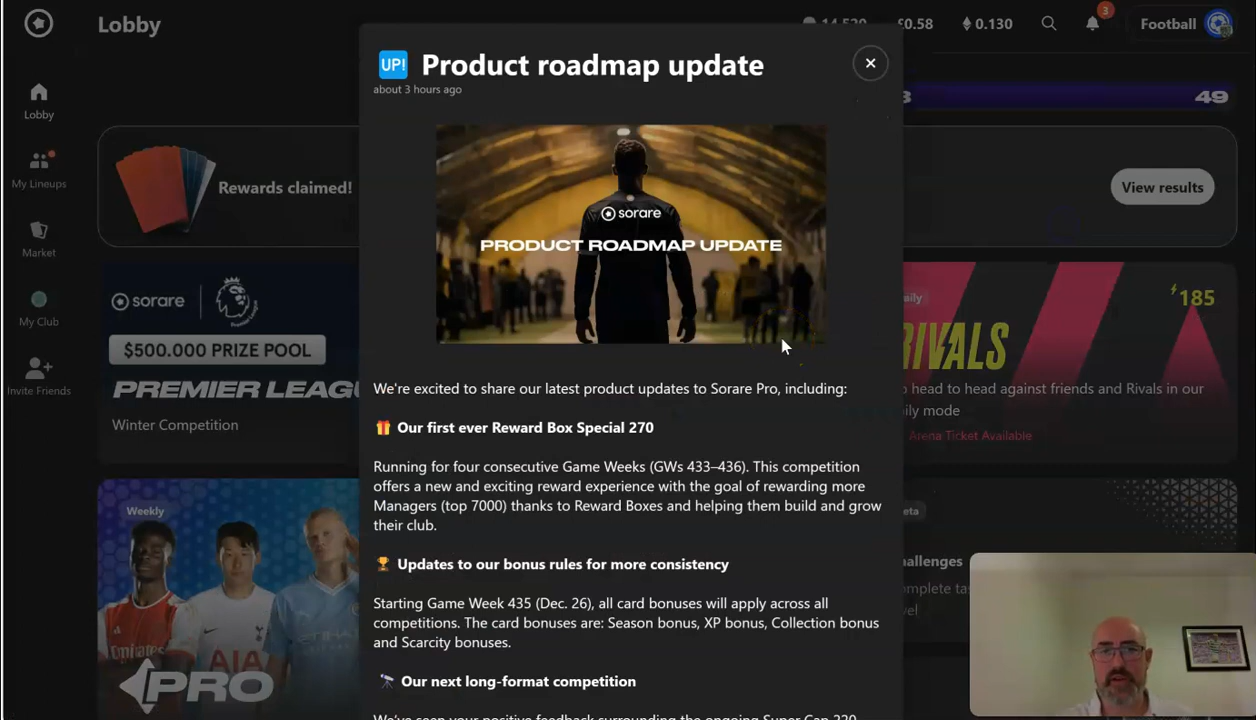 Lobby
£0.58
0.130
3
Football
UP! Product roadmap update
about 3 hours ago
49
Lobby
My Lineups
Market
My Club
Invite Friends
Rewards claimed!
View results
sorare
PRODUCT ROADMAP UPDATE
sorare
Premier League
$500.000 PRIZE POOL
PREMIER LEAG
Winter Competition
185
RIVALS
head to head against friends and Rivals in our
Arena Ticket Available
We're excited to share our latest product updates to Sorare Pro, including:
Our first ever Reward Box Special 270
Running for four consecutive Game Weeks (GWs 433–436). This competition
offers a new and exciting reward experience with the goal of rewarding more
Managers (top 7000) thanks to Reward Boxes and helping them build and grow
their club.
Updates to our bonus rules for more consistency
Starting Game Week 435 (Dec. 26), all card bonuses will apply across all
competitions. The card bonuses are: Season bonus, XP bonus, Collection bonus
and Scarcity bonuses.
Our next long-format competition
Weekly
PRO